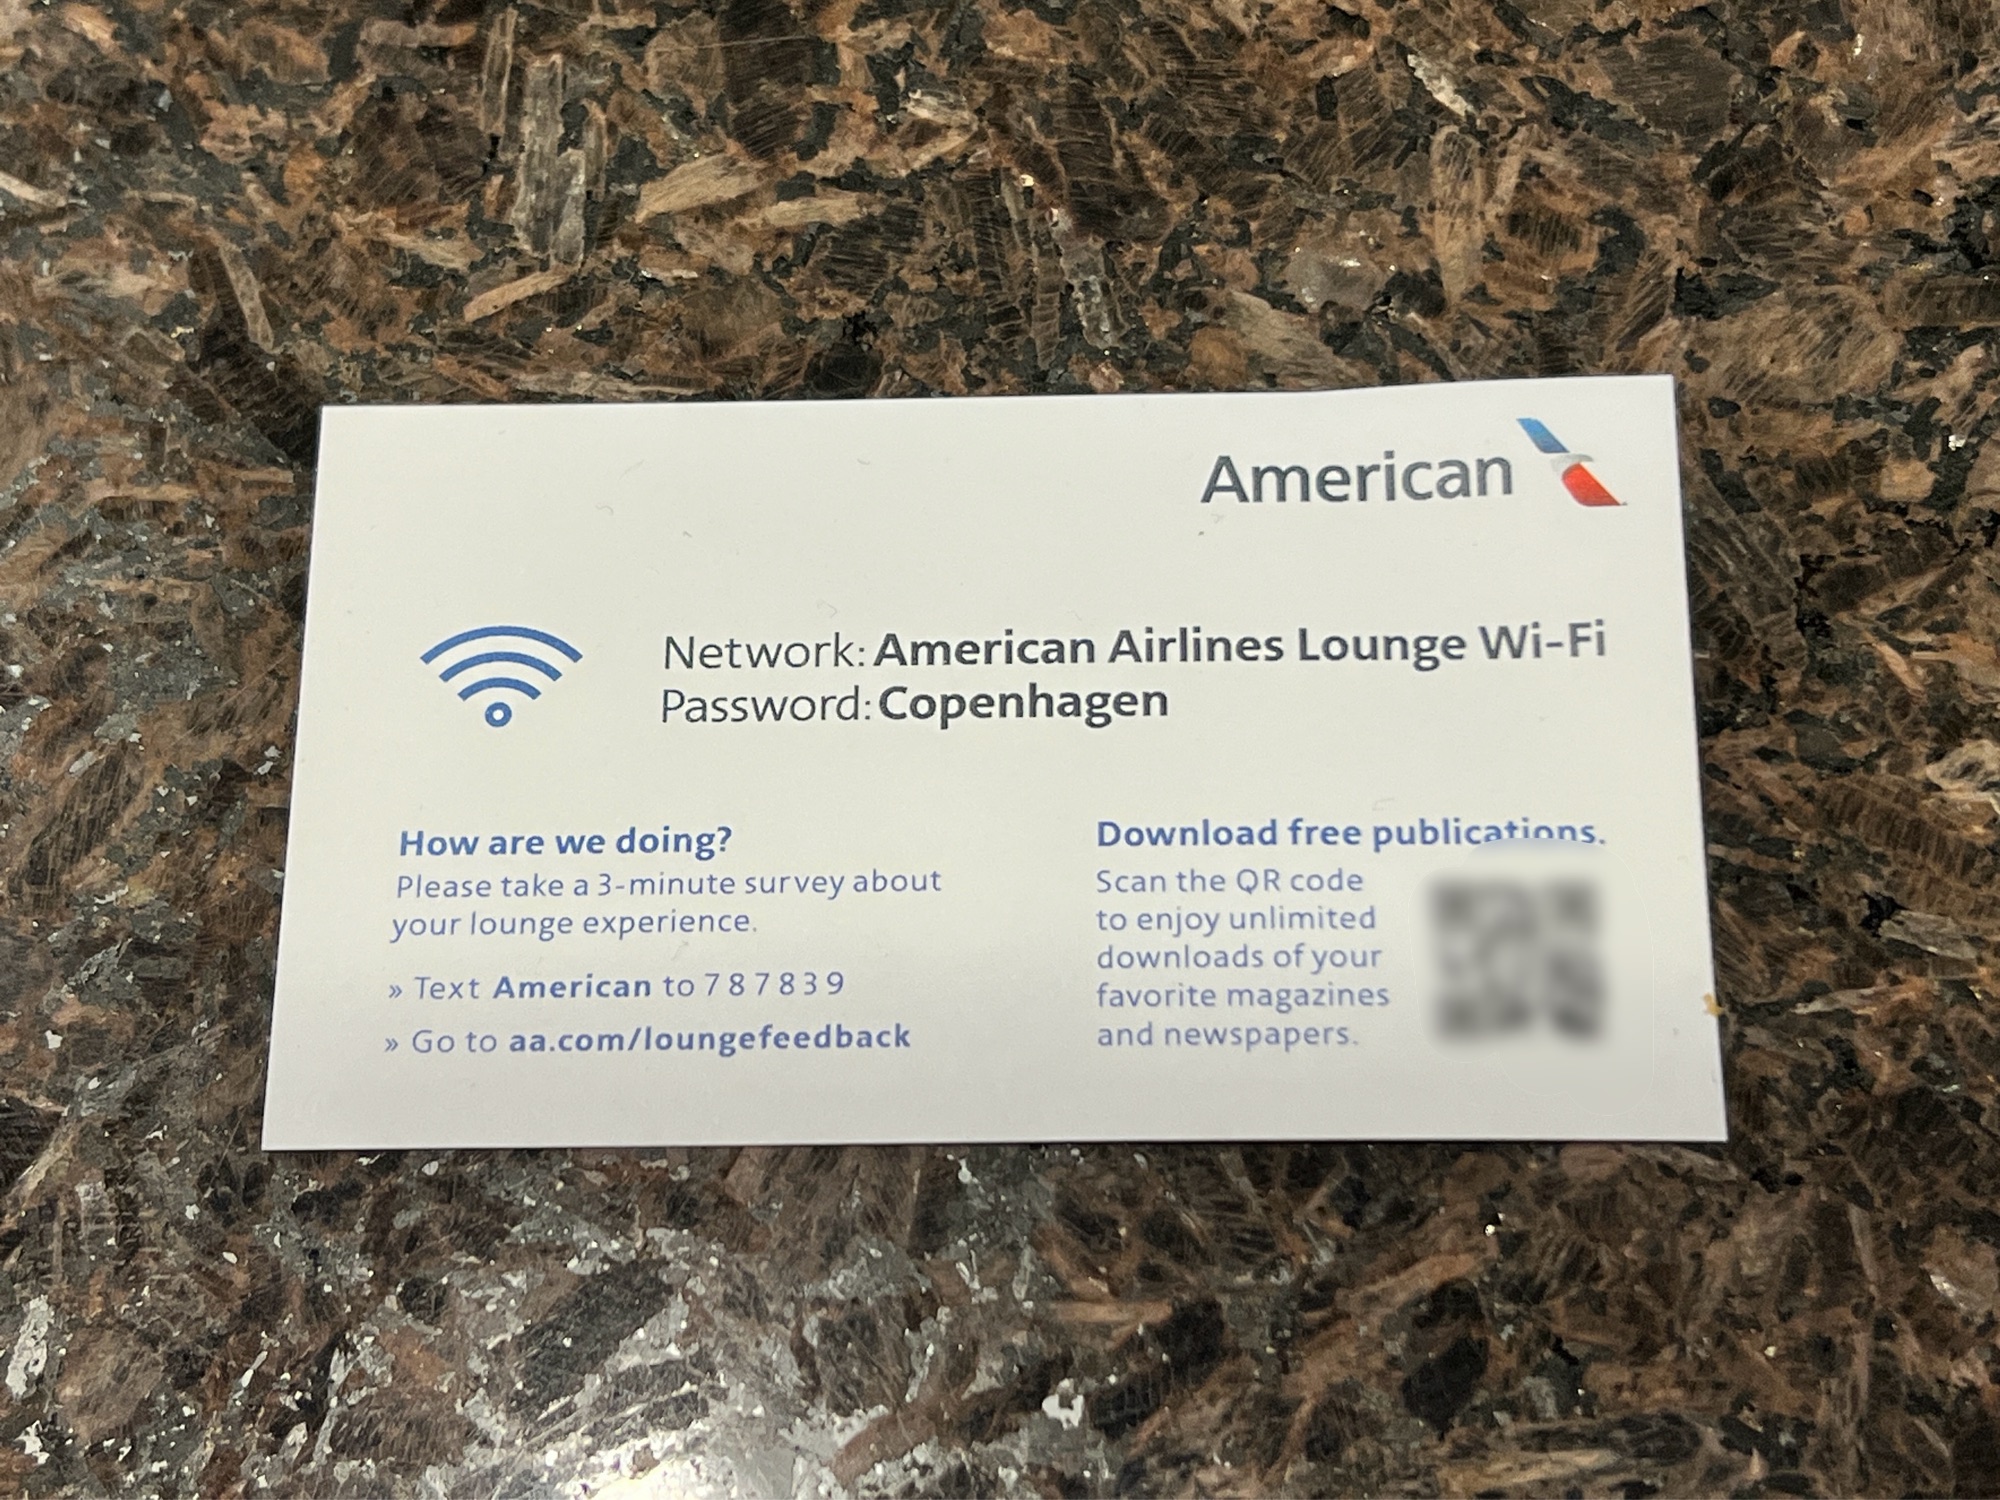 American
Network: American Airlines Lounge Wi-Fi
Password: Copenhagen
How are we doing?
Please take a 3-minute survey about
your lounge experience.
» Text American to 787839
» Go to aa.com/loungefeedback
Download free publications.
Scan the QR code
to enjoy unlimited
downloads of your
favorite magazines
and newspapers.